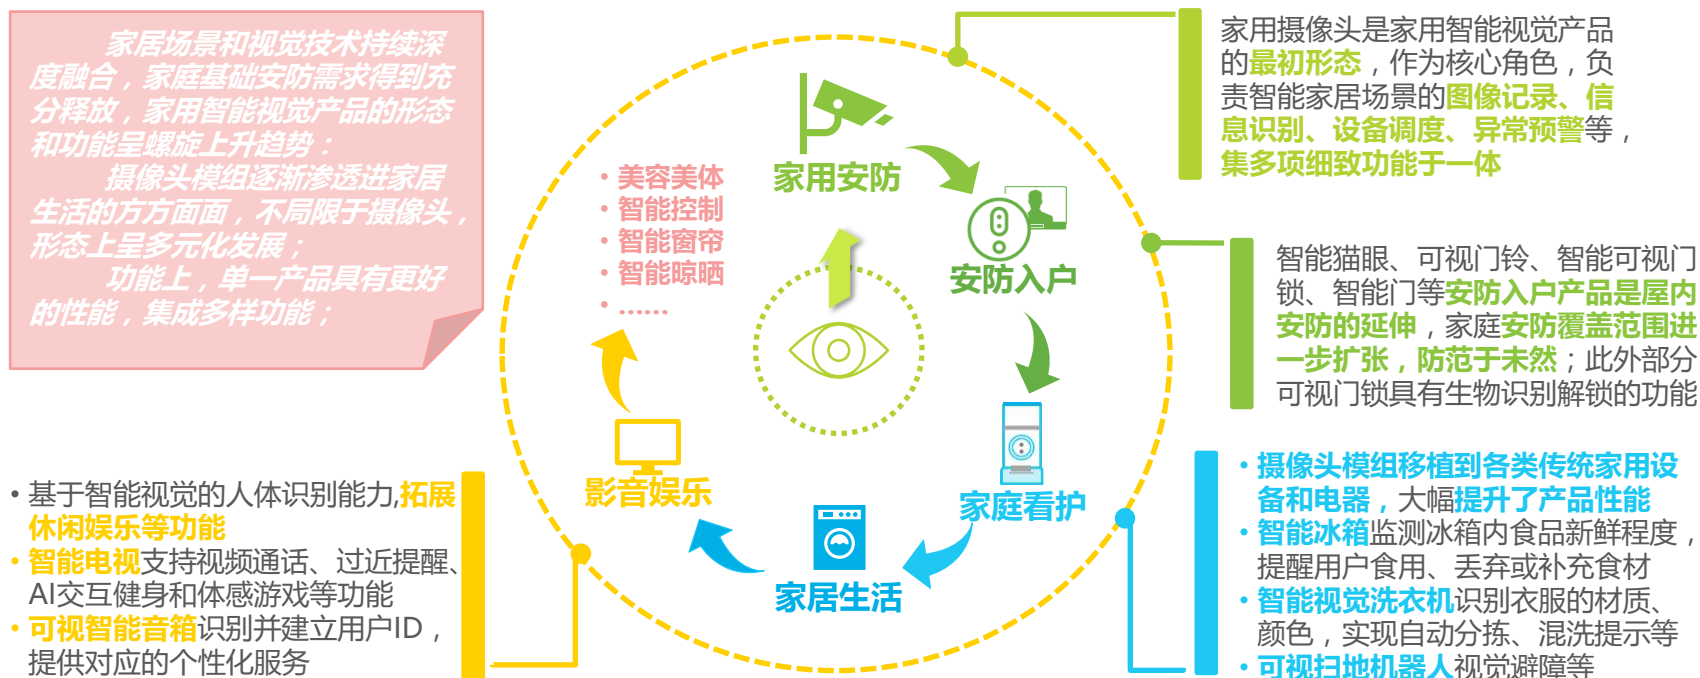 家居场景和视觉技术持续深
度融合，家庭基础安防需求得到充
分释放，家用智能视觉产品的形态
和功能呈螺旋上升趋势：
摄像头模组逐渐渗透进家居
生活的方方面面，不局限于摄像头，
形态上呈多元化发展；
功能上，单一产品具有更好
的性能，集成多样功能；
家用摄像头是家用智能视觉产品
的最初形态，作为核心角色，负
责智能家居场景的图像记录、信
息识别、设备调度、异常预警等，
集多项细致功能于一体
家用安防
• 美容美体
• 智能控制
• 智能窗帘
• 智能晾晒
• ……
安防入户
智能猫眼、可视门铃、智能可视门
锁、智能门等安防入户产品是屋内
安防的延伸，家庭安防覆盖范围进
一步扩张，防范于未然；此外部分
可视门锁具有生物识别解锁的功能
家庭看护
影音娱乐
家居生活
• 基于智能视觉的人体识别能力,拓展
休闲娱乐等功能
• 智能电视支持视频通话、过近提醒、
AI交互健身和体感游戏等功能
• 可视智能音箱识别并建立用户ID，
提供对应的个性化服务
• 摄像头模组移植到各类传统家用设
备和电器，大幅提升了产品性能
• 智能冰箱监测冰箱内食品新鲜程度，
提醒用户食用、丢弃或补充食材
• 智能视觉洗衣机识别衣服的材质、
颜色，实现自动分拣、混洗提示等
• 可视扫地机器人视觉避障等